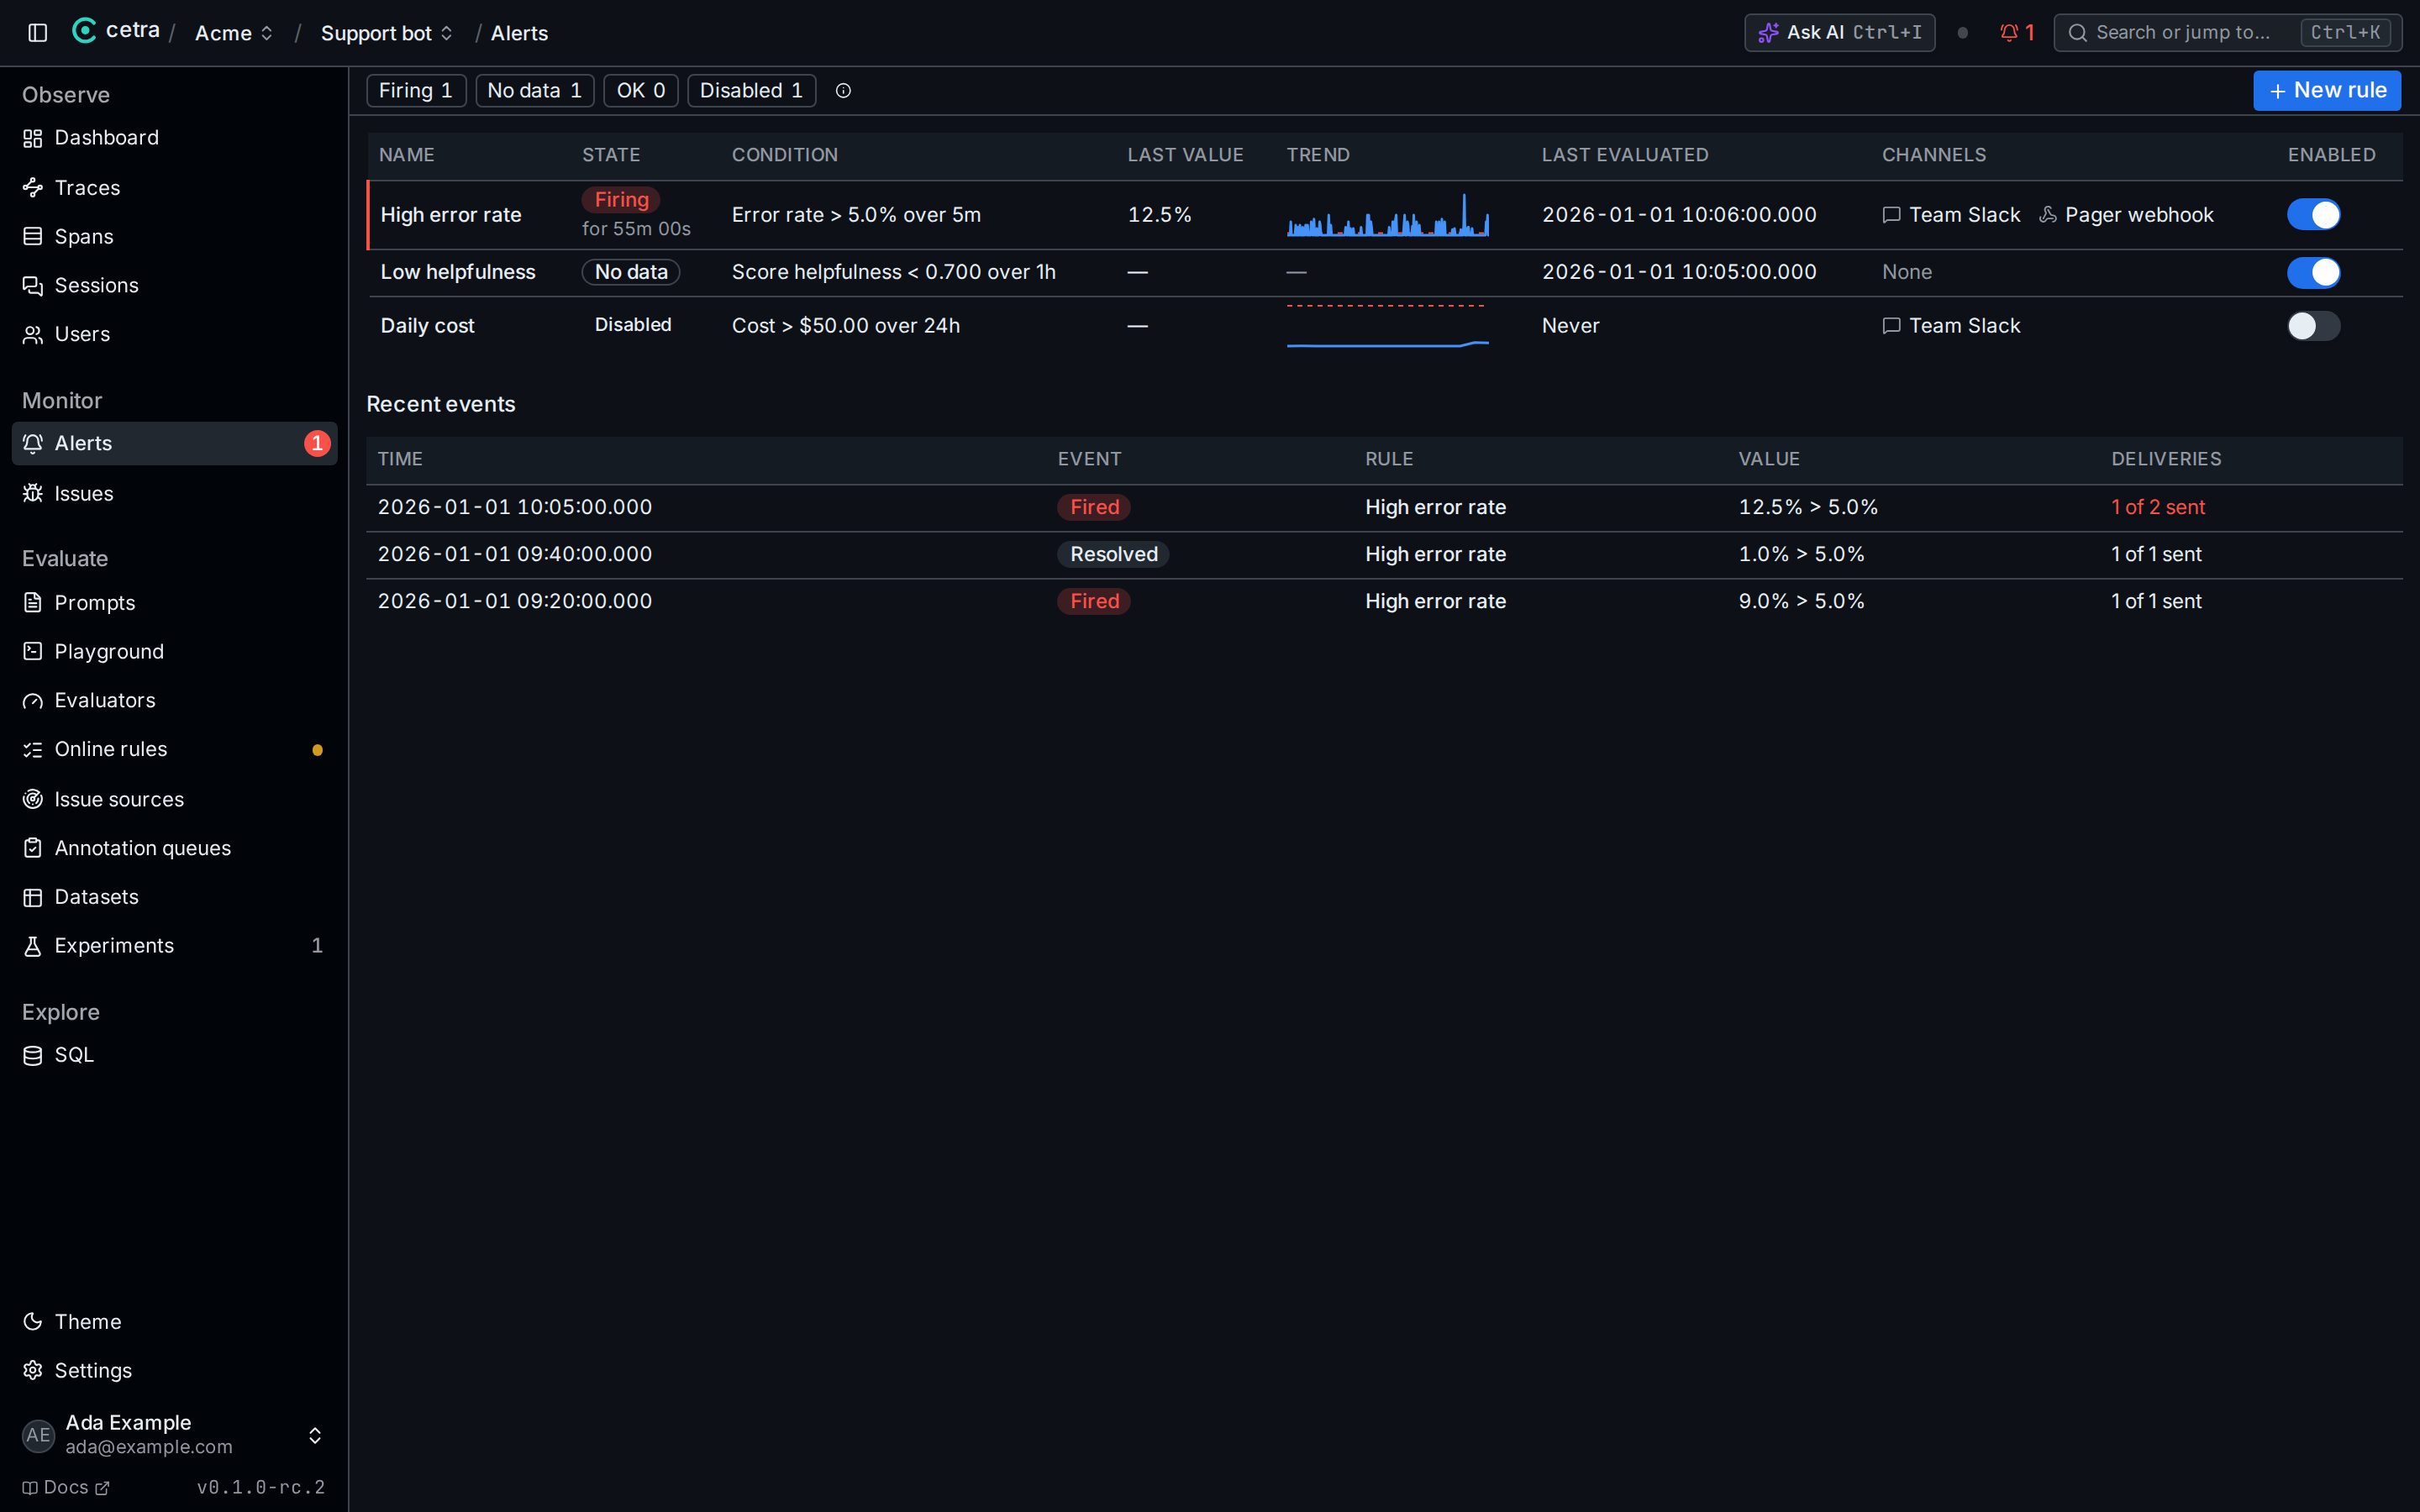 cetra / Acme / Support bot / Alerts
Ask AI Ctrl+I
1
Search or jump to... Ctrl+K
Observe
Dashboard
Traces
Spans
Sessions
Users
Monitor
Alerts 1
Issues
Evaluate
Prompts
Playground
Evaluators
Online rules
Issue sources
Annotation queues
Datasets
Experiments 1
Explore
SQL
Theme
Settings
AE
Ada Example
ada@example.com
Docs v0.1.0-rc.2
Firing 1 No data 1 OK 0 Disabled 1
+ New rule
NAME STATE CONDITION LAST VALUE TREND LAST EVALUATED CHANNELS ENABLED
High error rate Firing for 55m 00s Error rate > 5.0% over 5m 12.5% 2026-01-01 10:06:00.000 Team Slack Pager webhook
Low helpfulness No data Score helpfulness < 0.700 over 1h — — 2026-01-01 10:05:00.000 None
Daily cost Disabled Cost > $50.00 over 24h — Never Team Slack
Recent events
TIME EVENT RULE VALUE DELIVERIES
2026-01-01 10:05:00.000 Fired High error rate 12.5% > 5.0% 1 of 2 sent
2026-01-01 09:40:00.000 Resolved High error rate 1.0% > 5.0% 1 of 1 sent
2026-01-01 09:20:00.000 Fired High error rate 9.0% > 5.0% 1 of 1 sent